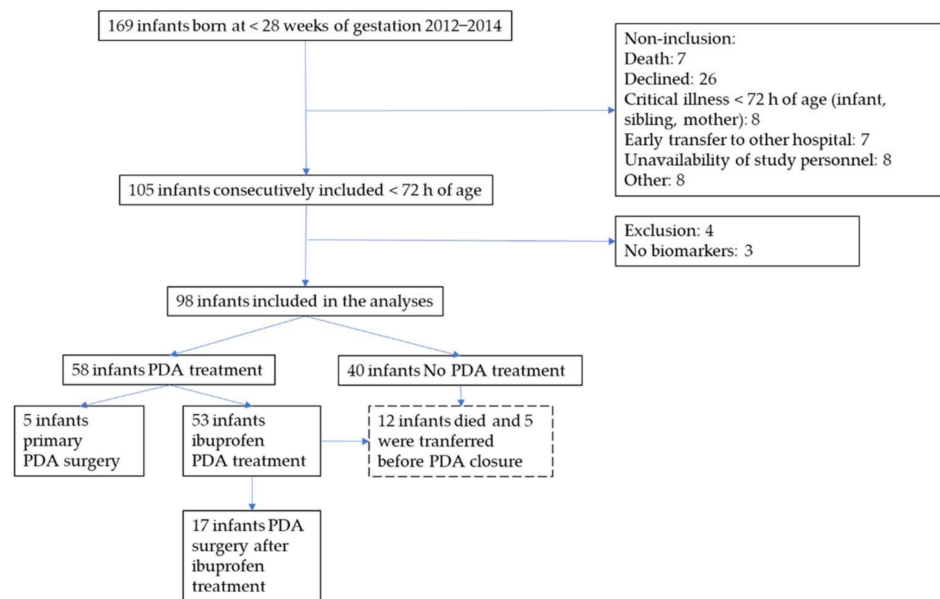 169 infants born at < 28 weeks of gestation 2012–2014
Non-inclusion:
Death: 7
Declined: 26
Critical illness < 72 h of age (infant,
sibling, mother): 8
Early transfer to other hospital: 7
Unavailability of study personnel: 8
Other: 8
105 infants consecutively included < 72 h of age
Exclusion: 4
No biomarkers: 3
98 infants included in the analyses
58 infants PDA treatment
40 infants No PDA treatment
5 infants
primary
PDA surgery
53 infants
ibuprofen
PDA treatment
12 infants died and 5
were tranferred
before PDA closure
17 infants PDA
surgery after
ibuprofen
treatment